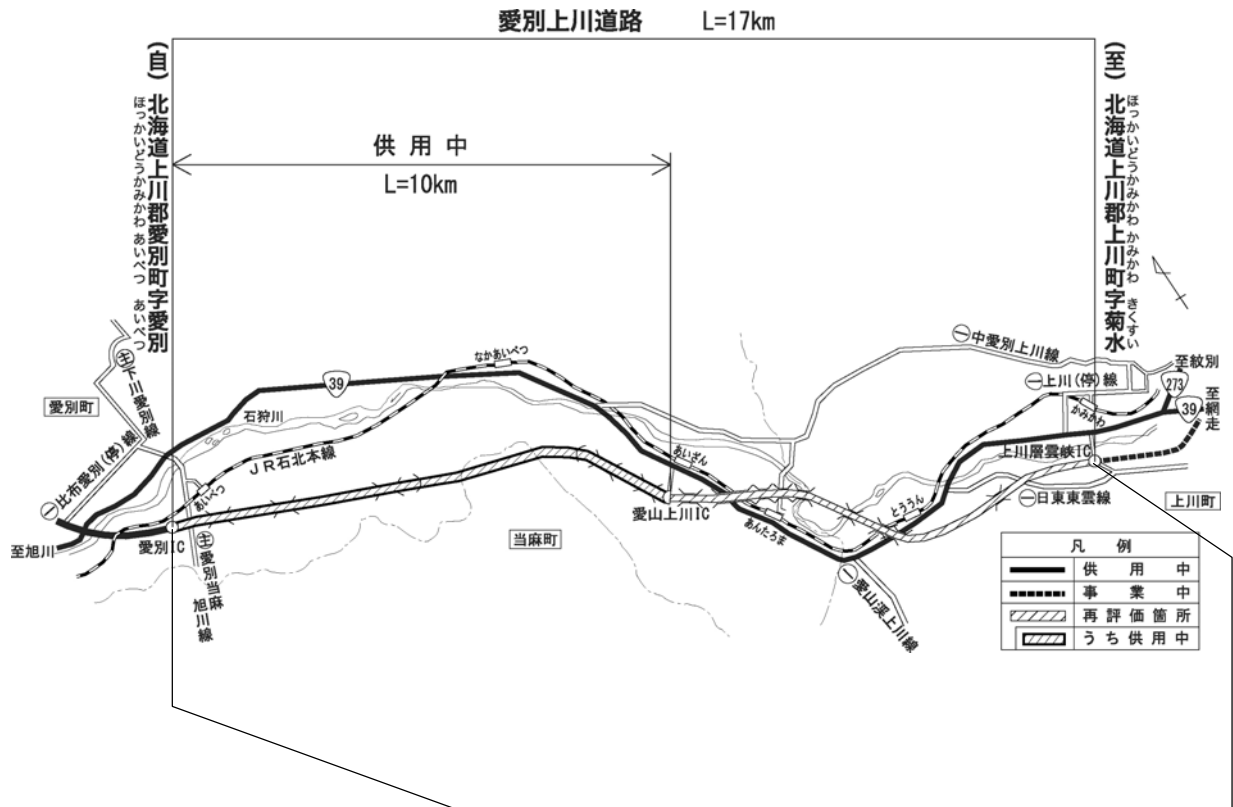 愛別上川道路 L=17km
(自) 北海道上川郡愛別町字愛別
ほっかいどうかみかわ あいべつ あいべつ
(至) 北海道上川郡上川町字菊水
ほっかいどうかみかわ かみかわ きくすい
供用中
L=10km
主 下川愛別線
愛別町
一 比布愛別(停)線
至旭川
愛別IC
あいべつ
主 愛別当麻旭川線
石狩川
JR石北本線
39
なかあいべつ
当麻町
あいざん
愛山上川IC
あんたろま
一 愛山渓上川線
とううん
一 中愛別上川線
一 上川(停)線
かみかわ
上川層雲峡IC
一 日東東雲線
上川町
至紋別
273
39
至網走
凡例
供用中
事業中
再評価箇所
うち供用中